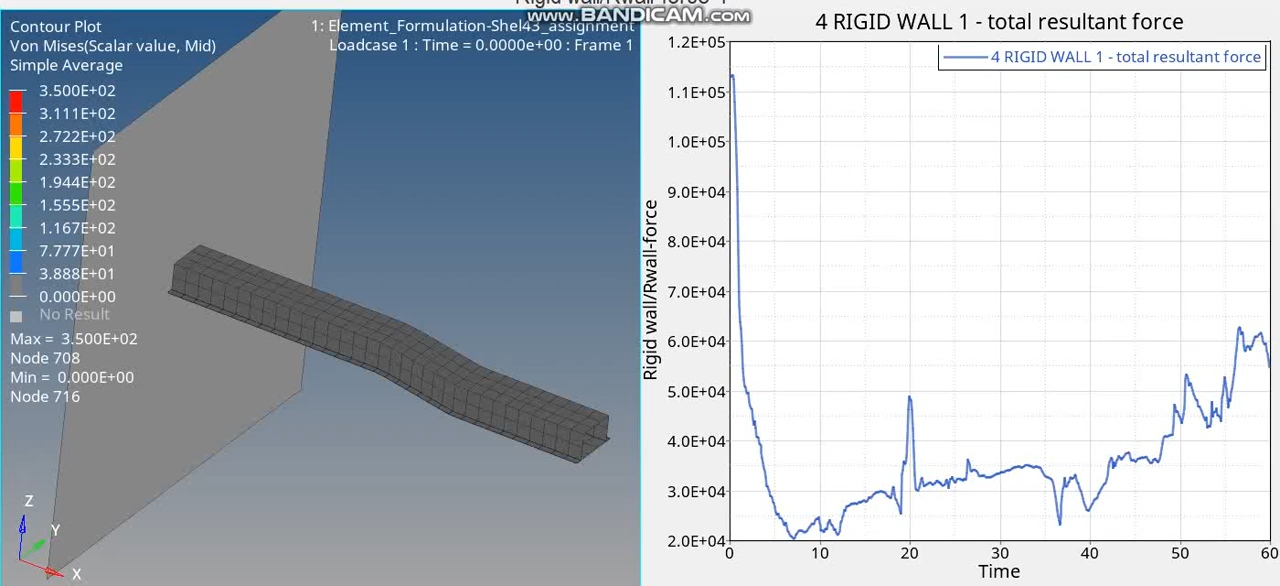 Rigid wall/Rwall-force-1
www.BANDICAM.com
Contour Plot
Von Mises(Scalar value, Mid)
Simple Average
3.500E+02
3.111E+02
2.722E+02
2.333E+02
1.944E+02
1.555E+02
1.167E+02
7.777E+01
3.888E+01
0.000E+00
No Result
Max = 3.500E+02
Node 708
Min = 0.000E+00
Node 716
1: Element_Formulation-Shel43_assignment
Loadcase 1 : Time = 0.0000e+00 : Frame 1
Z
Y
X
4 RIGID WALL 1 - total resultant force
4 RIGID WALL 1 - total resultant force
Rigid wall/Rwall-force
1.2E+05
1.1E+05
1.0E+05
9.0E+04
8.0E+04
7.0E+04
6.0E+04
5.0E+04
4.0E+04
3.0E+04
2.0E+04
0 10 20 30 40 50 60
Time